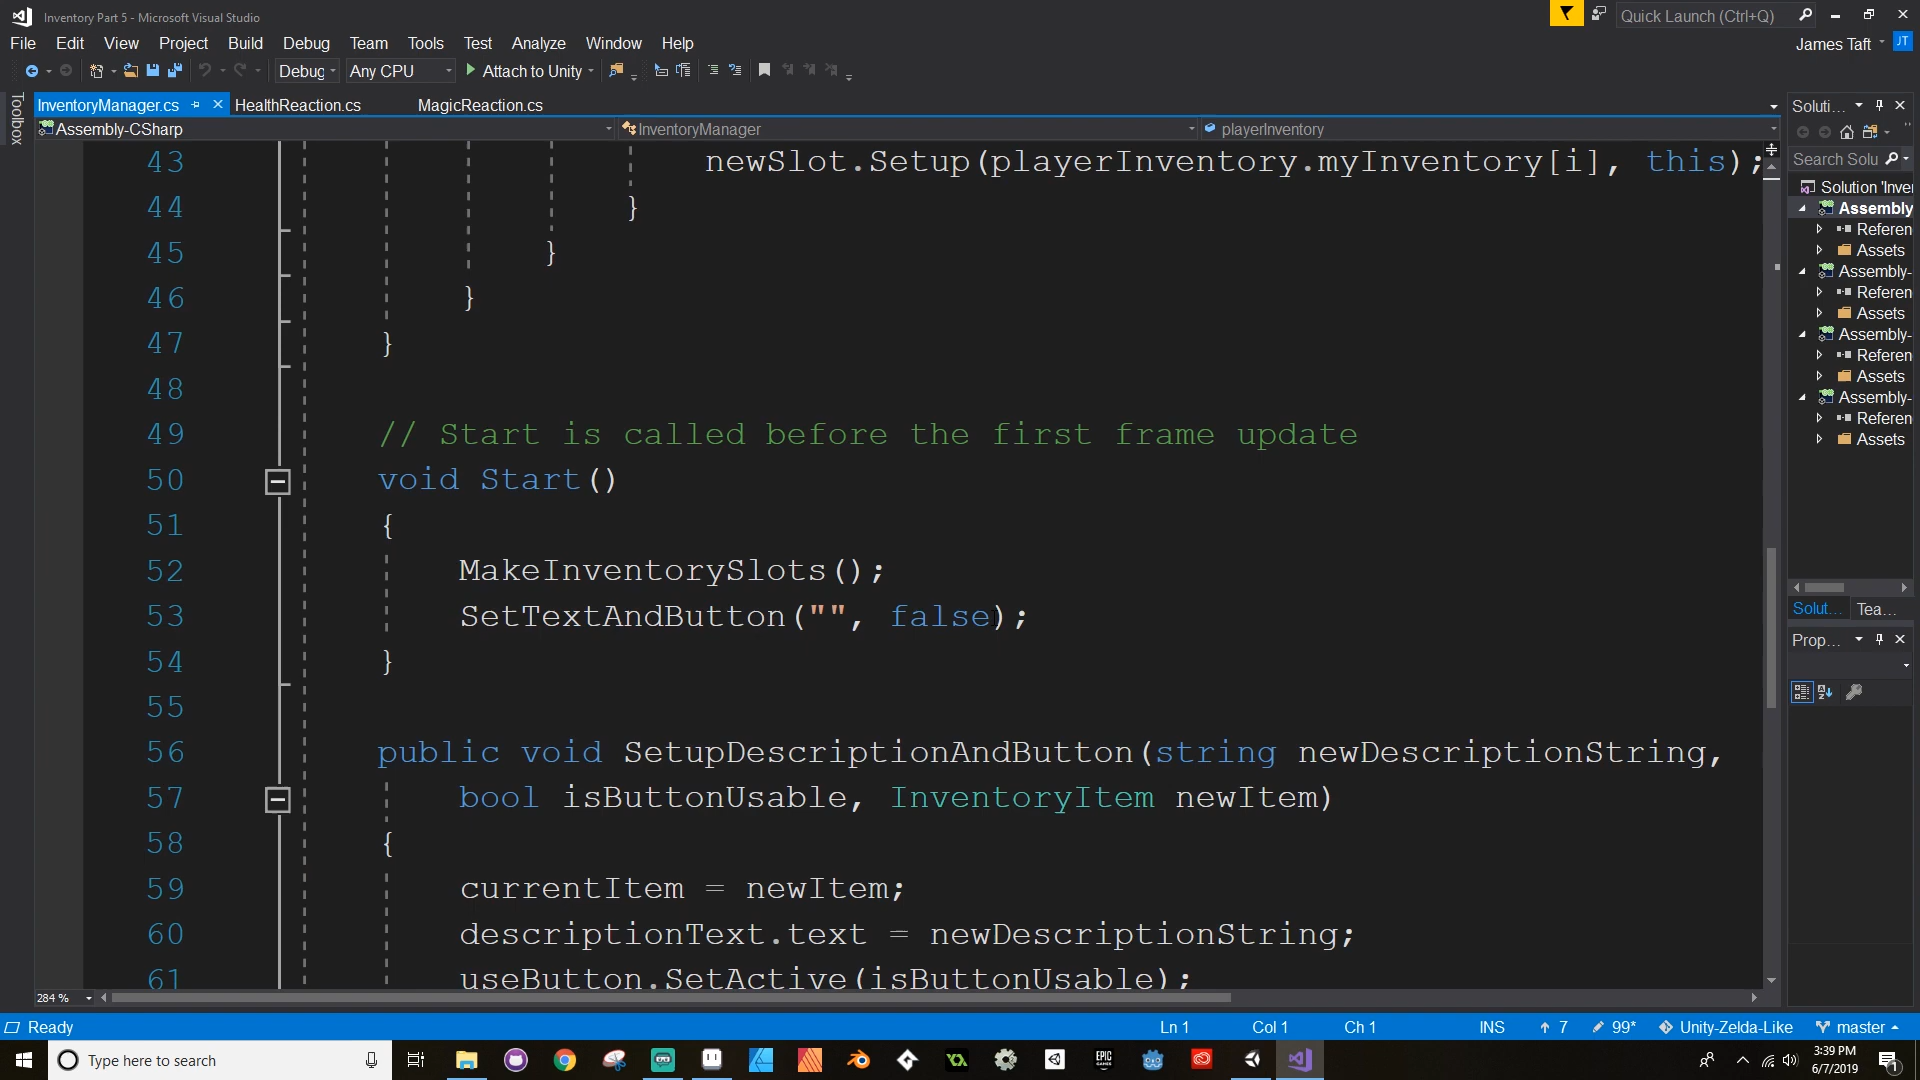 Inventory Part 5 - Microsoft Visual Studio
Quick Launch (Ctrl+Q)
File Edit View Project Build Debug Team Tools Test Analyze Window Help
James Taft JT
Debug Any CPU Attach to Unity
Toolbox
InventoryManager.cs HealthReaction.cs MagicReaction.cs
Assembly-CSharp InventoryManager playerInventory
43 newSlot.Setup(playerInventory.myInventory[i], this);
44 }
45 }
46 }
47 }
48
49 // Start is called before the first frame update
50 void Start()
51 {
52 MakeInventorySlots();
53 SetTextAndButton("", false);
54 }
55
56 public void SetupDescriptionAndButton(string newDescriptionString,
57 bool isButtonUsable, InventoryItem newItem)
58 {
59 currentItem = newItem;
60 descriptionText.text = newDescriptionString;
61 useButton.SetActive(isButtonUsable);
284 %
Soluti...
Search Solu
Solution 'Inver
Assembly
Referen
Assets
Assembly-
Referen
Assets
Assembly-
Referen
Assets
Assembly-
Referen
Assets
Solut... Tea...
Prop...
Ready Ln 1 Col 1 Ch 1 INS 7 99* Unity-Zelda-Like master
Type here to search
3:39 PM
6/7/2019
1